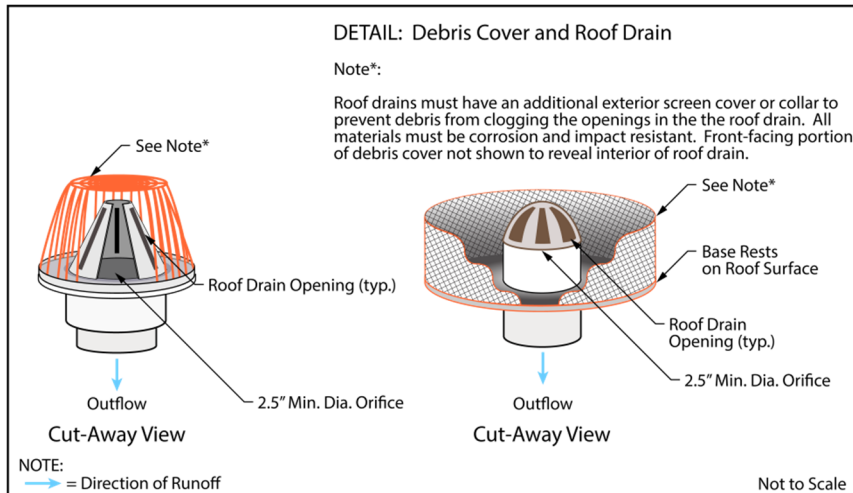 DETAIL: Debris Cover and Roof Drain
Note*:
Roof drains must have an additional exterior screen cover or collar to
prevent debris from clogging the openings in the the roof drain. All
materials must be corrosion and impact resistant. Front-facing portion
of debris cover not shown to reveal interior of roof drain.
See Note*
Roof Drain Opening (typ.)
2.5" Min. Dia. Orifice
Outflow
Cut-Away View
See Note*
Base Rests
on Roof Surface
Roof Drain
Opening (typ.)
2.5" Min. Dia. Orifice
Outflow
Cut-Away View
NOTE:
= Direction of Runoff
Not to Scale